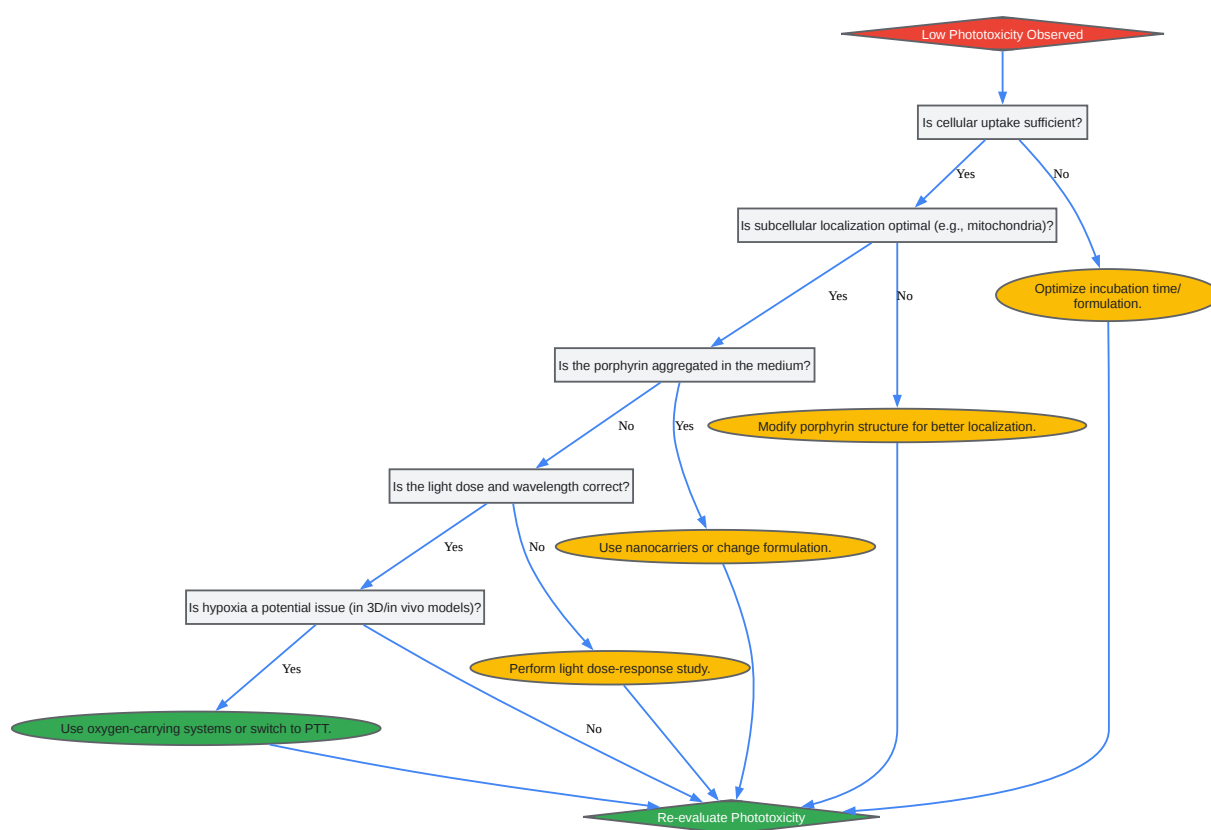 Low Phototoxicity Observed
Is cellular uptake sufficient?
Yes
No
Is subcellular localization optimal (e.g., mitochondria)?
Optimize incubation time/
formulation.
Yes
No
Is the porphyrin aggregated in the medium?
No
Yes
Modify porphyrin structure for better localization.
Is the light dose and wavelength correct?
Yes
No
Use nanocarriers or change formulation.
Is hypoxia a potential issue (in 3D/in vivo models)?
Yes
Perform light dose-response study.
Use oxygen-carrying systems or switch to PTT.
No
Re-evaluate Phototoxicity